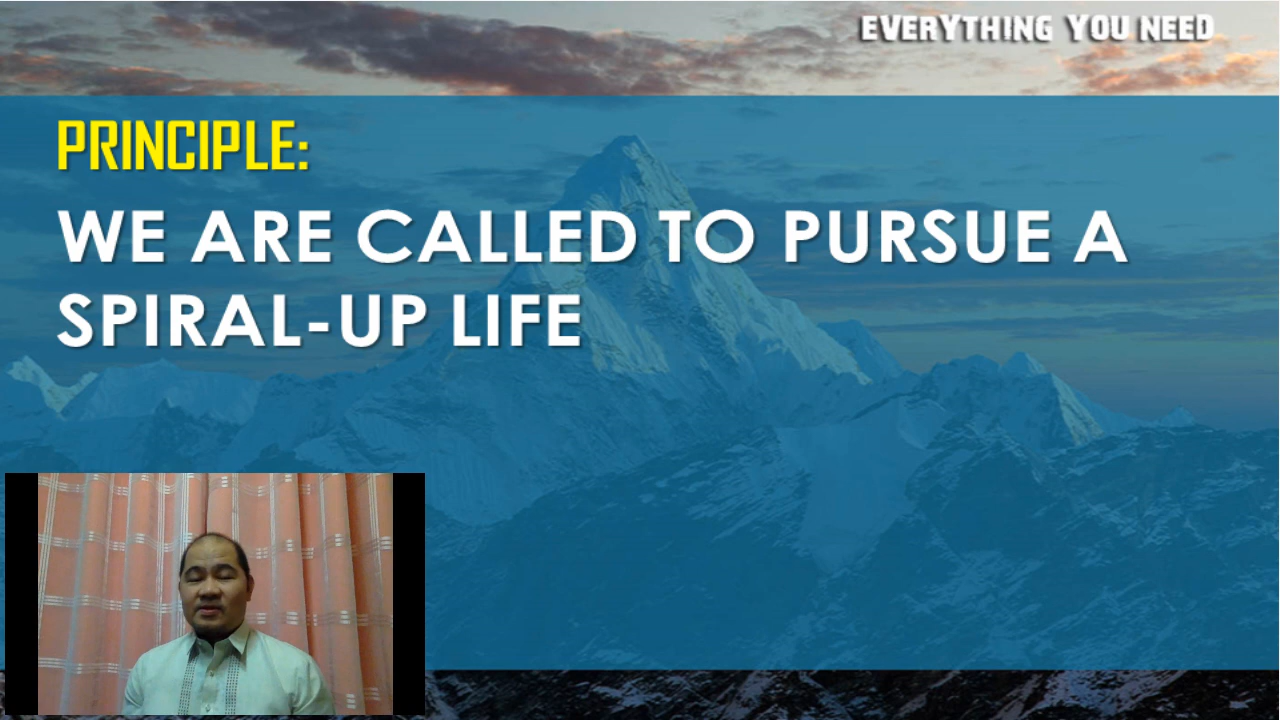 EVERYTHING YOU NEED
PRINCIPLE:
WE ARE CALLED TO PURSUE A
SPIRAL-UP LIFE